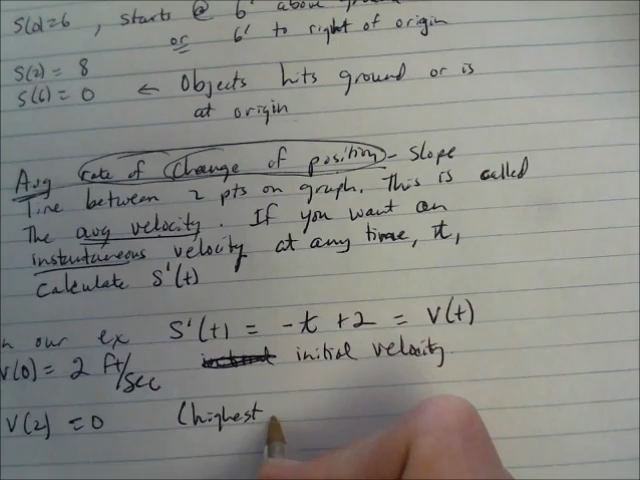 S(0)=6 , starts @ 6' above
or 6' to right of origin
S(2) = 8
S(6) = 0 ← Objects hits ground or is
at origin
Avg rate of change of position - slope
line between 2 pts on graph. This is called
The avg velocity. If you want an
instantaneous velocity at any time, t,
calculate S'(t)
n our ex S'(t) = -t +2 = V(t)
V(0) = 2 ft/sec initial velocity.
V(2) = 0 (highest